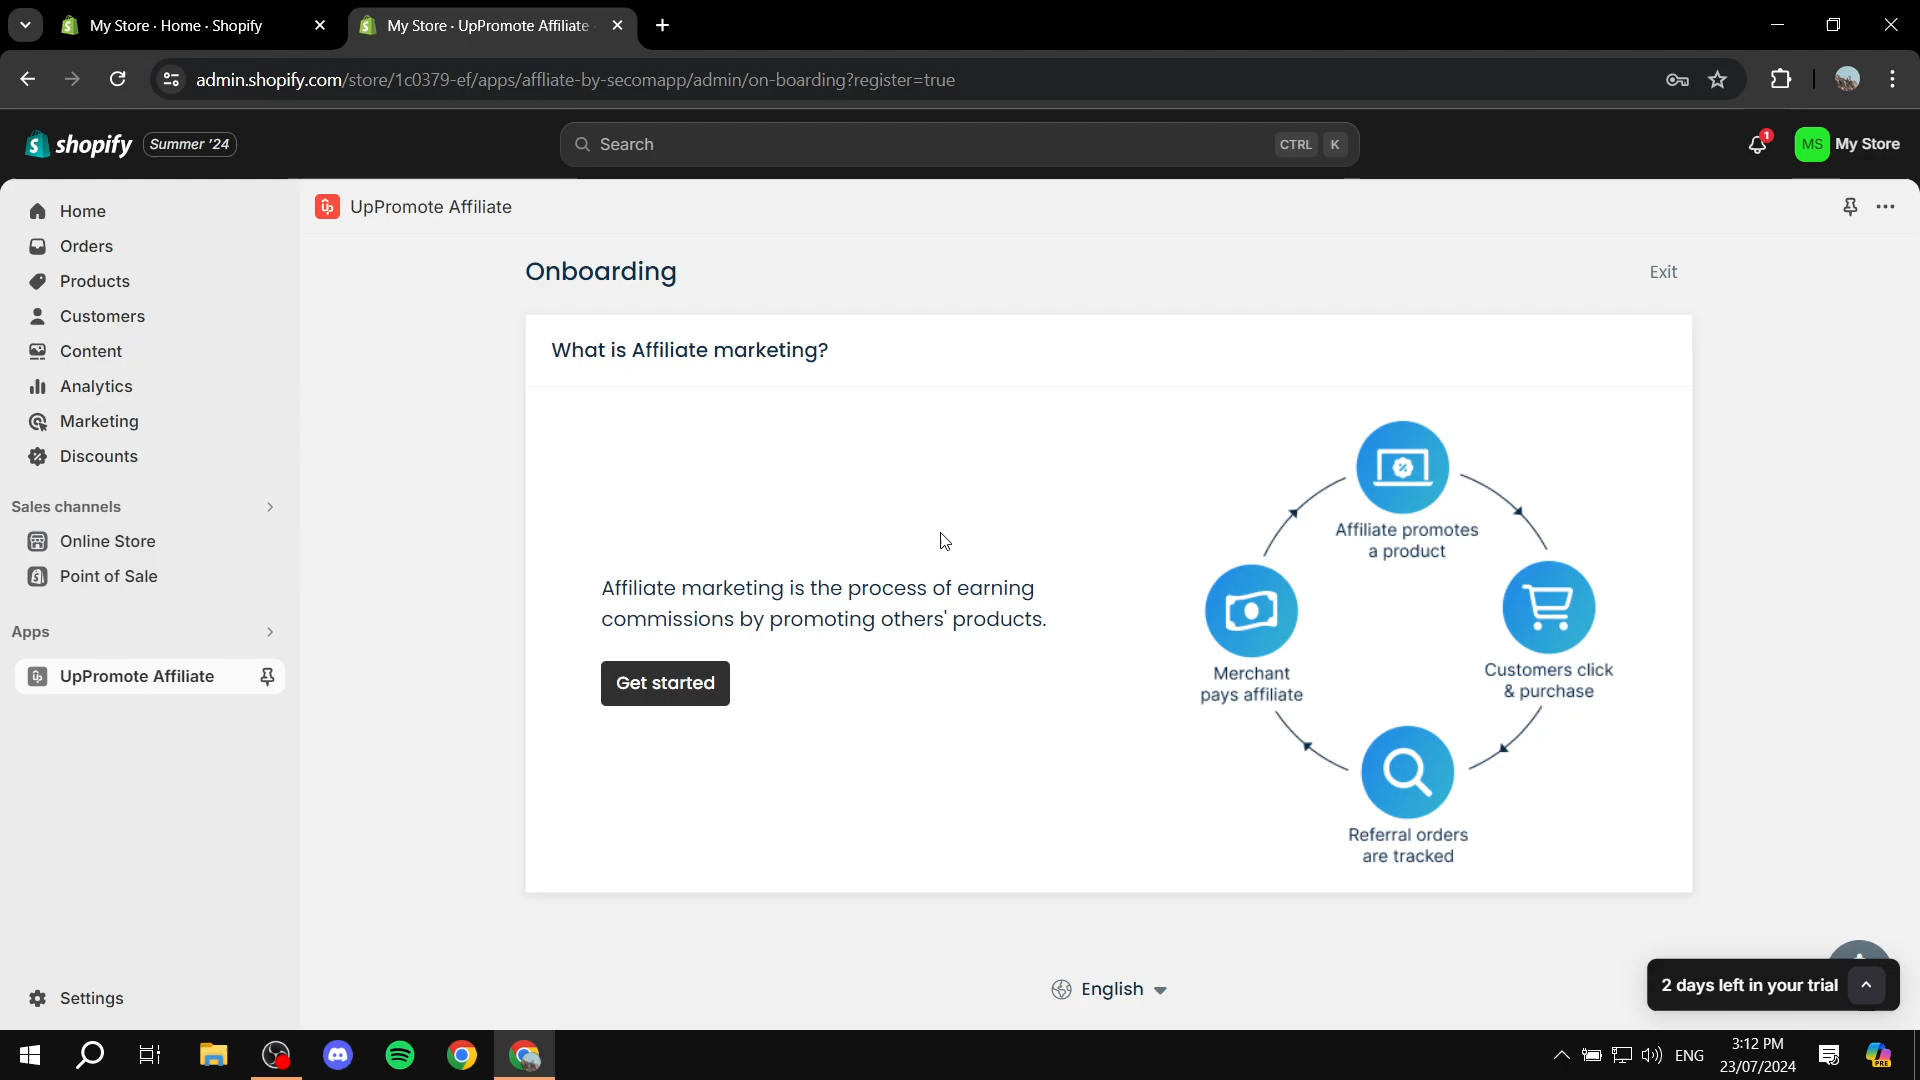 My Store · Home · Shopify
My Store · UpPromote Affiliate
admin.shopify.com/store/1c0379-ef/apps/affliate-by-secomapp/admin/on-boarding?register=true
shopify
Summer '24
Search
CTRL K
1
MS
My Store
Home
Orders
Products
Customers
Content
Analytics
Marketing
Discounts
Sales channels
Online Store
Point of Sale
Apps
UpPromote Affiliate
Settings
UpPromote Affiliate
Onboarding
Exit
What is Affiliate marketing?
Affiliate marketing is the process of earning
commissions by promoting others' products.
Get started
Affiliate promotes
a product
Customers click
& purchase
Referral orders
are tracked
Merchant
pays affiliate
English
2 days left in your trial
ENG
3:12 PM
23/07/2024
PRE